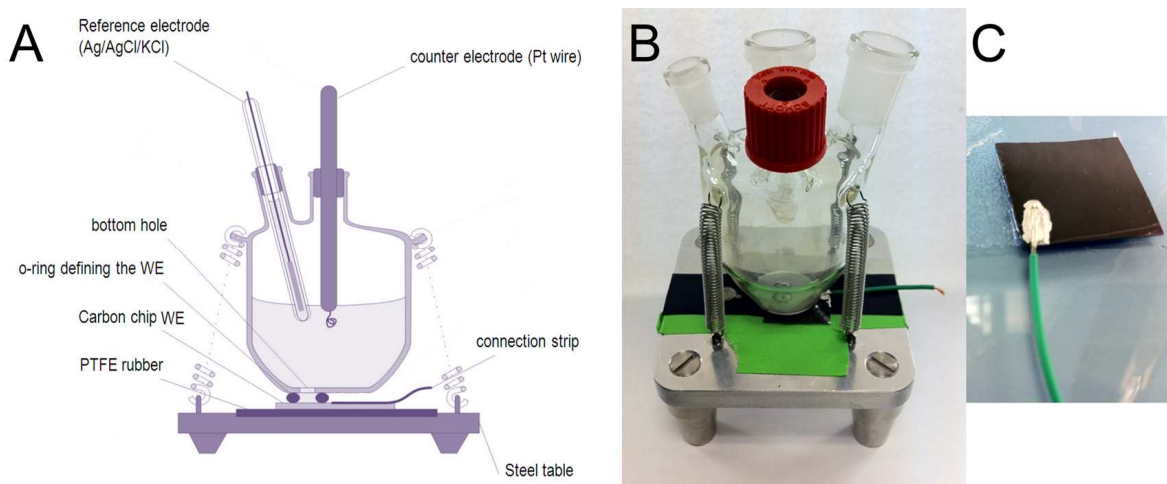 A
Reference electrode
(Ag/AgCl/KCl)
counter electrode (Pt wire)
bottom hole
o-ring defining the WE
Carbon chip WE
PTFE rubber
connection strip
Steel table
B
C